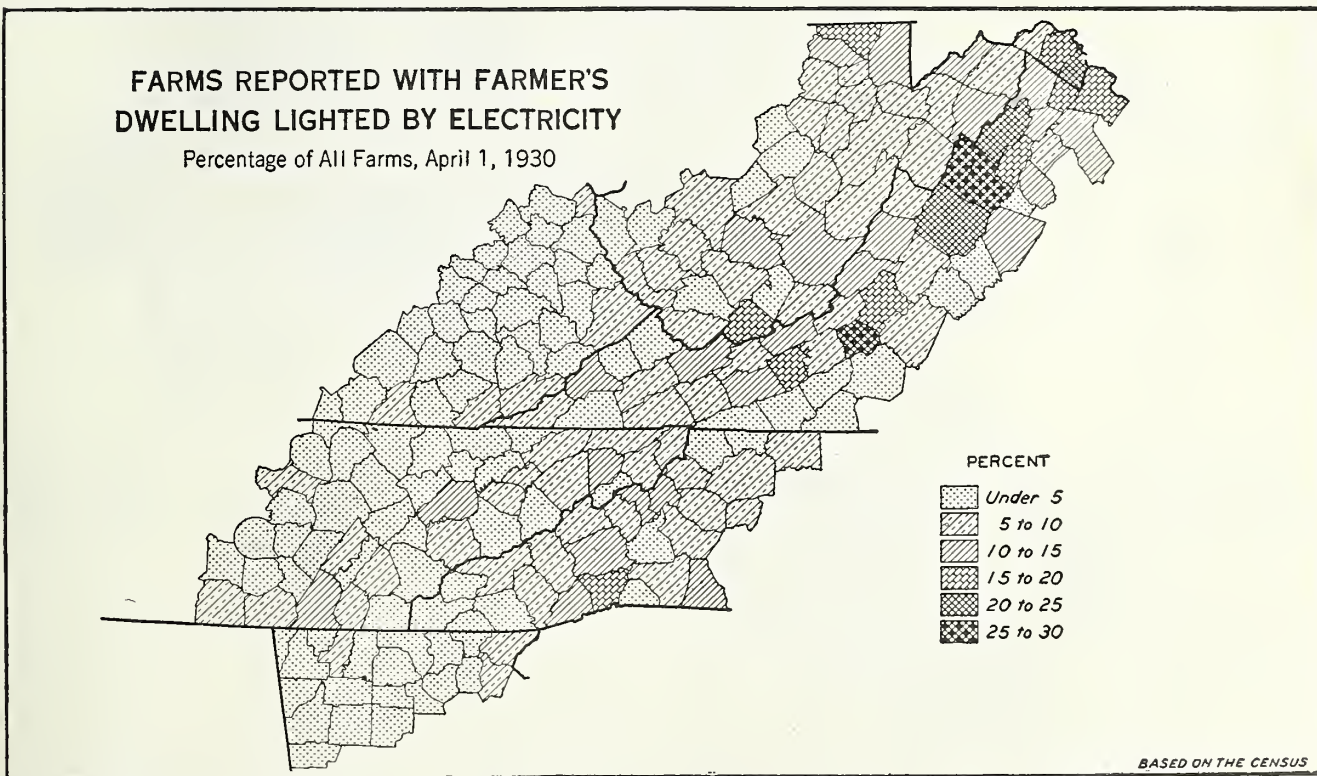 FARMS REPORTED WITH FARMER'S
DWELLING LIGHTED BY ELECTRICITY
Percentage of All Farms, April 1, 1930
PERCENT
Under 5
5 to 10
10 to 15
15 to 20
20 to 25
25 to 30
BASED ON THE CENSUS